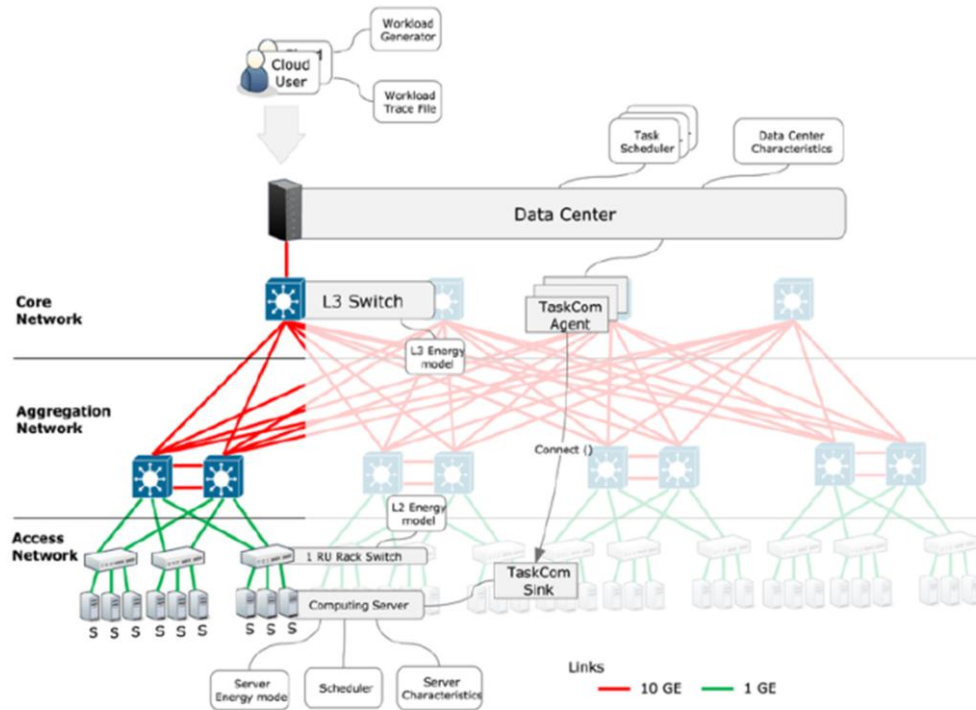 Workload
Generator
Cloud
User
Workload
Trace File
Task
Scheduler
Data Center
Characteristics
Data Center
Core
Network
L3 Switch
TaskCom
Agent
L3 Energy
model
Aggregation
Network
Connect ()
L2 Energy
model
Access
Network
1 RU Rack Switch
TaskCom
Sink
Computing Server
S S S S S S S S S
Server
Energy mode
Scheduler
Server
Characteristics
Links
10 GE
1 GE